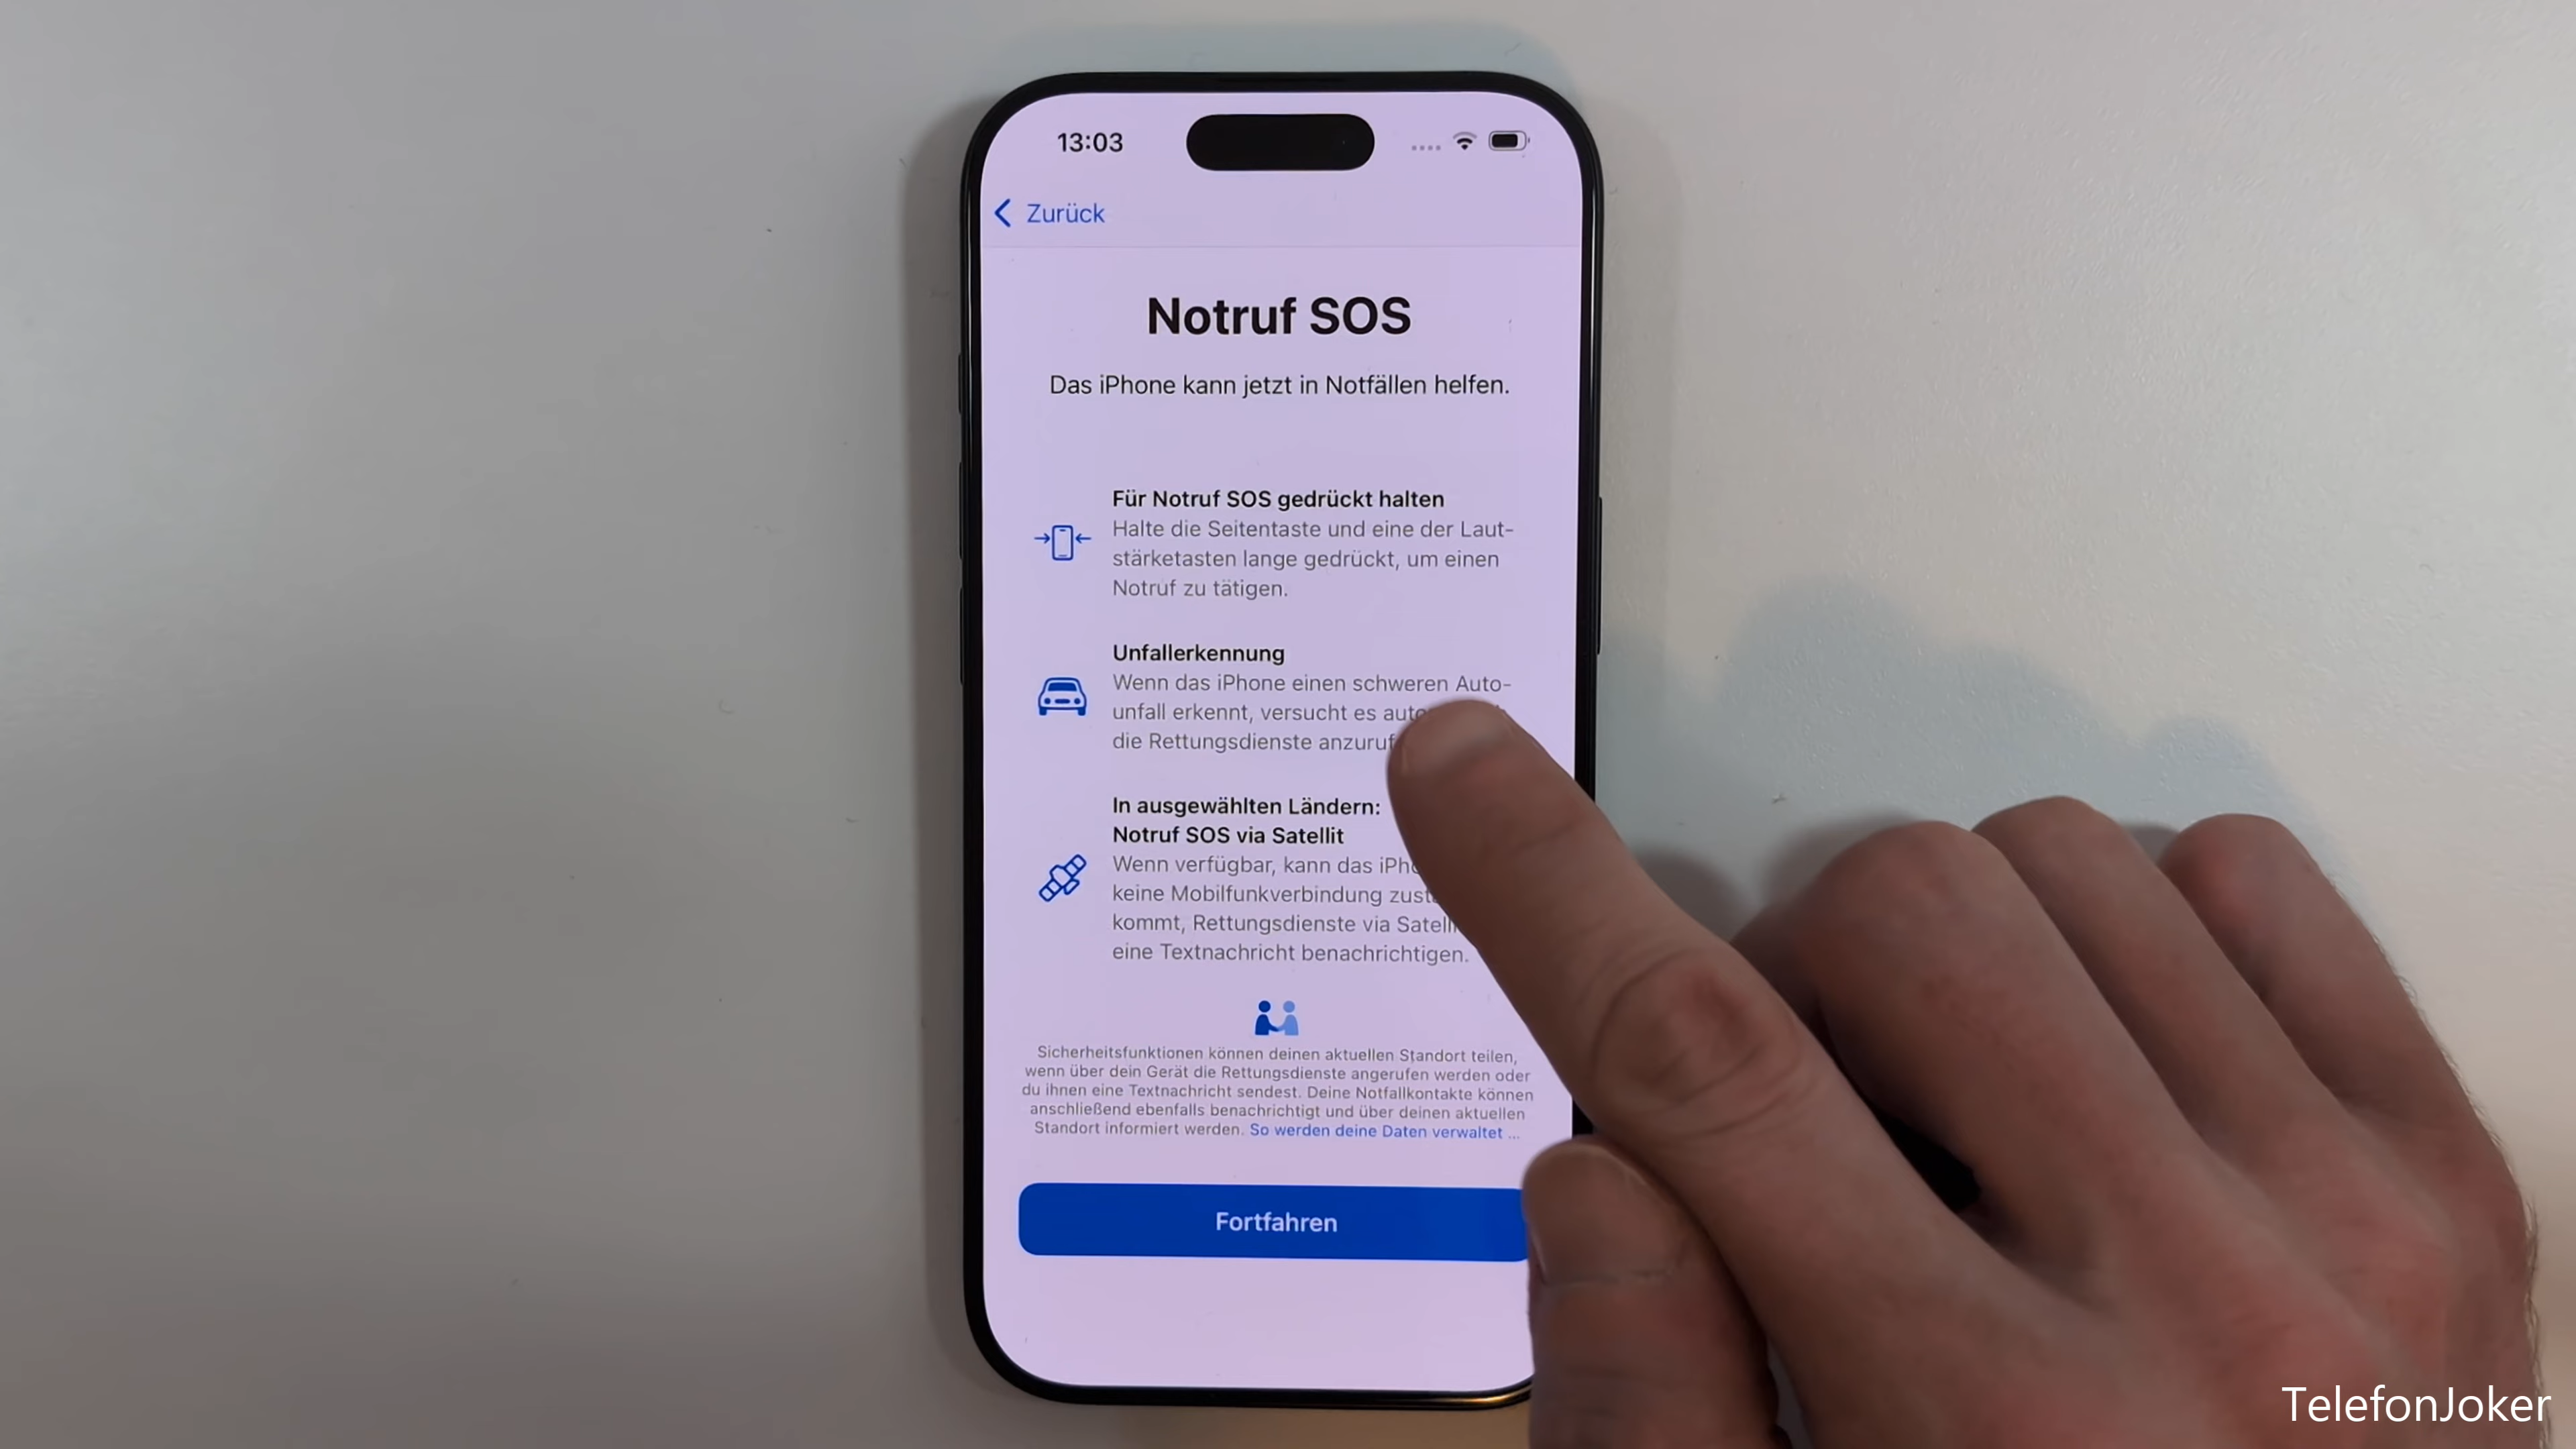 13:03
Zurück
Notruf SOS
Das iPhone kann jetzt in Notfällen helfen.
Für Notruf SOS gedrückt halten
Halte die Seitentaste und eine der Laut-
stärketasten lange gedrückt, um einen
Notruf zu tätigen.
Unfallerkennung
Wenn das iPhone einen schweren Auto-
unfall erkennt, versucht es
die Rettungsdienste
In ausgewählten Ländern:
Notruf SOS via Satellit
Wenn verfügbar, kann das
keine Mobilfunkverbindung
kommt, Rettungsdienste via
eine Textnachricht benachrichtigen.
Sicherheitsfunktionen können deinen aktuellen Standort teilen,
wenn über dein Gerät die Rettungsdienste angerufen werden oder
du ihnen eine Textnachricht sendest. Deine Notfallkontakte können
anschließend ebenfalls benachrichtigt und über deinen aktuellen
Standort informiert werden. So werden deine Daten verwaltet ...
Fortfahren
TelefonJoker